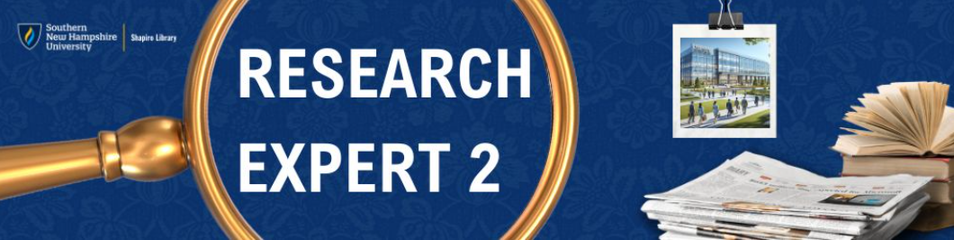 Southern
New Hampshire
University
Shapiro Library
RESEARCH
EXPERT 2